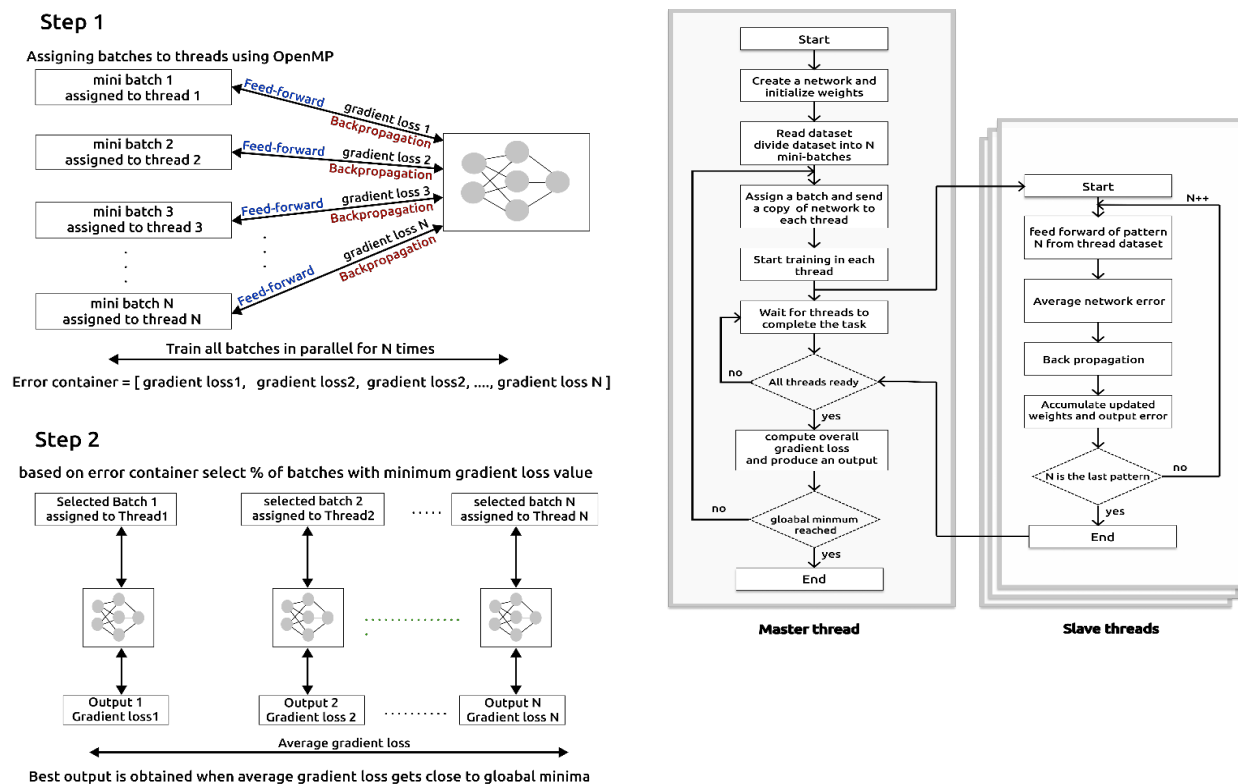 Step 1
Assigning batches to threads using OpenMP
mini batch 1
assigned to thread 1
Feed-forward
gradient loss 1
Backpropagation
mini batch 2
assigned to thread 2
Feed-forward
gradient loss 2
Backpropagation
mini batch 3
assigned to thread 3
Feed-forward
gradient loss 3
Backpropagation
mini batch N
assigned to thread N
Feed-forward
gradient loss N
Backpropagation
Train all batches in parallel for N times
Error container = [ gradient loss1, gradient loss2, gradient loss2, ...., gradient loss N ]
Step 2
based on error container select % of batches with minimum gradient loss value
Selected Batch 1
assigned to Thread1
selected batch 2
assigned to Thread2
.....
selected batch N
assigned to Thread N
Output 1
Gradient loss1
Output 2
Gradient loss 2
..........
Output N
Gradient loss N
Average gradient loss
Best output is obtained when average gradient loss gets close to gloabal minima
Start
Create a network and
initialize weights
Read dataset
divide dataset into N
mini-batches
Assign a batch and send
a copy of network to
each thread
Start training in each
thread
Wait for threads to
complete the task
no
All threads ready
yes
compute overall
gradient loss
and produce an output
no
gloabal minmum
reached
yes
End
Master thread
Start
N++
feed forward of pattern
N from thread dataset
Average network error
Back propagation
Accumulate updated
weights and output error
N is the last pattern
no
yes
End
Slave threads